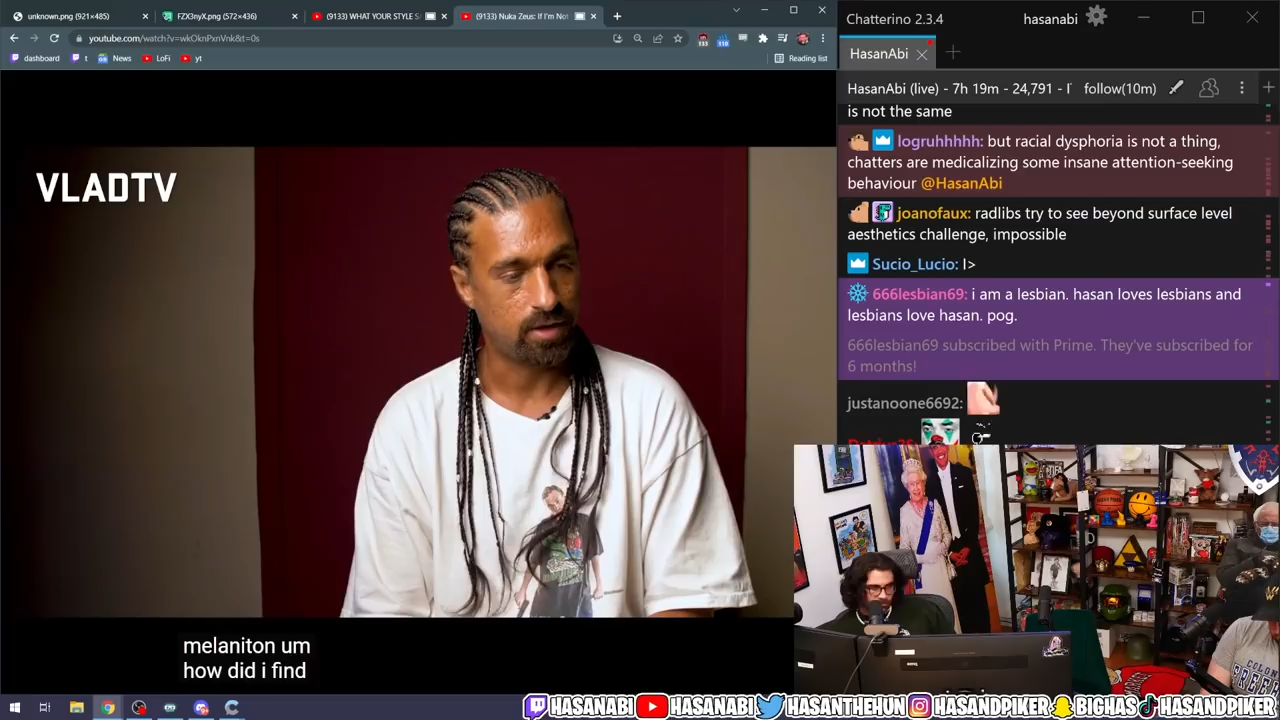 unknown.png (921×485)
FZX3nyX.png (572×436)
(9133) WHAT YOUR STYLE S
(9133) Nuka Zeus: If I'm Not
youtube.com/watch?v=wkOknPxnVnk&t=0s
133
110
dashboard
t
News
LoFi
yt
Reading list
Chatterino 2.3.4
hasanabi
HasanAbi
HasanAbi (live) - 7h 19m - 24,791 - I
follow(10m)
is not the same
logruhhhhh: but racial dysphoria is not a thing,
chatters are medicalizing some insane attention-seeking
behaviour @HasanAbi
joanofaux: radlibs try to see beyond surface level
aesthetics challenge, impossible
Sucio_Lucio: l>
666lesbian69: i am a lesbian. hasan loves lesbians and
lesbians love hasan. pog.
666lesbian69 subscribed with Prime. They've subscribed for
6 months!
justanoone6692:
VLADTV
melaniton um
how did i find
HASANABI HASANABI HASANTHEHUN HASANDPIKER BIGHAS HASANDPIKER